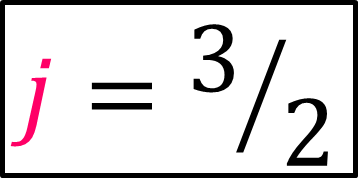 j = 3/2